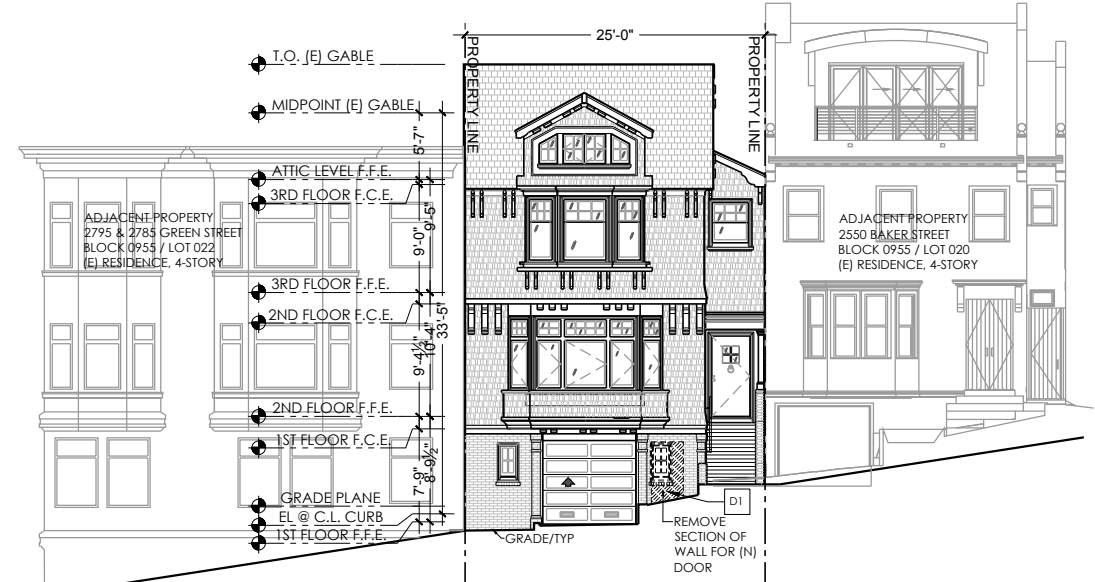 25'-0"
PROPERTY LINE
PROPERTY LINE
T.O. (E) GABLE
MIDPOINT (E) GABLE
5'-7"
ATTIC LEVEL F.F.E.
3RD FLOOR F.C.E.
9'-5"
9'-0"
ADJACENT PROPERTY
2795 & 2785 GREEN STREET
BLOCK 0955 / LOT 022
(E) RESIDENCE, 4-STORY
ADJACENT PROPERTY
2550 BAKER STREET
BLOCK 0955 / LOT 020
(E) RESIDENCE, 4-STORY
3RD FLOOR F.F.E.
2ND FLOOR F.C.E.
33'-5"
10'-4"
9'-4½"
2ND FLOOR F.F.E.
1ST FLOOR F.C.E.
8'-9½"
7'-9"
GRADE PLANE
EL @ C.L. CURB
1ST FLOOR F.F.E.
GRADE/TYP
D1
REMOVE
SECTION OF
WALL FOR (N)
DOOR